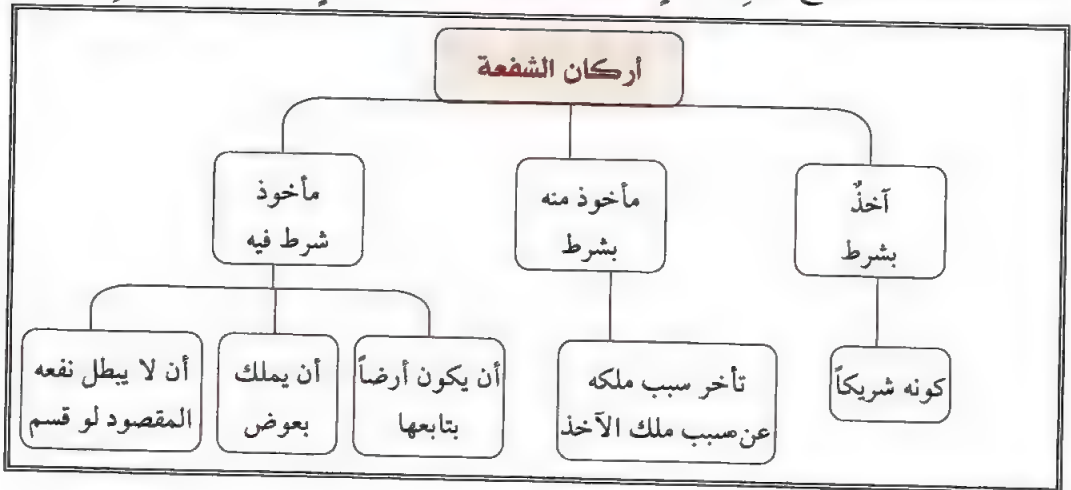 أركان الشفعة
آخذٌ
بشرط
مأخوذ منه
بشرط
مأخوذ
شرط فيه
كونه شريكاً
تأخر سبب ملكه
عن سبب ملك الآخذ
أن يكون أرضاً
بتابعها
أن يملك
بعوض
أن لا يبطل نفعه
المقصود لو قسم